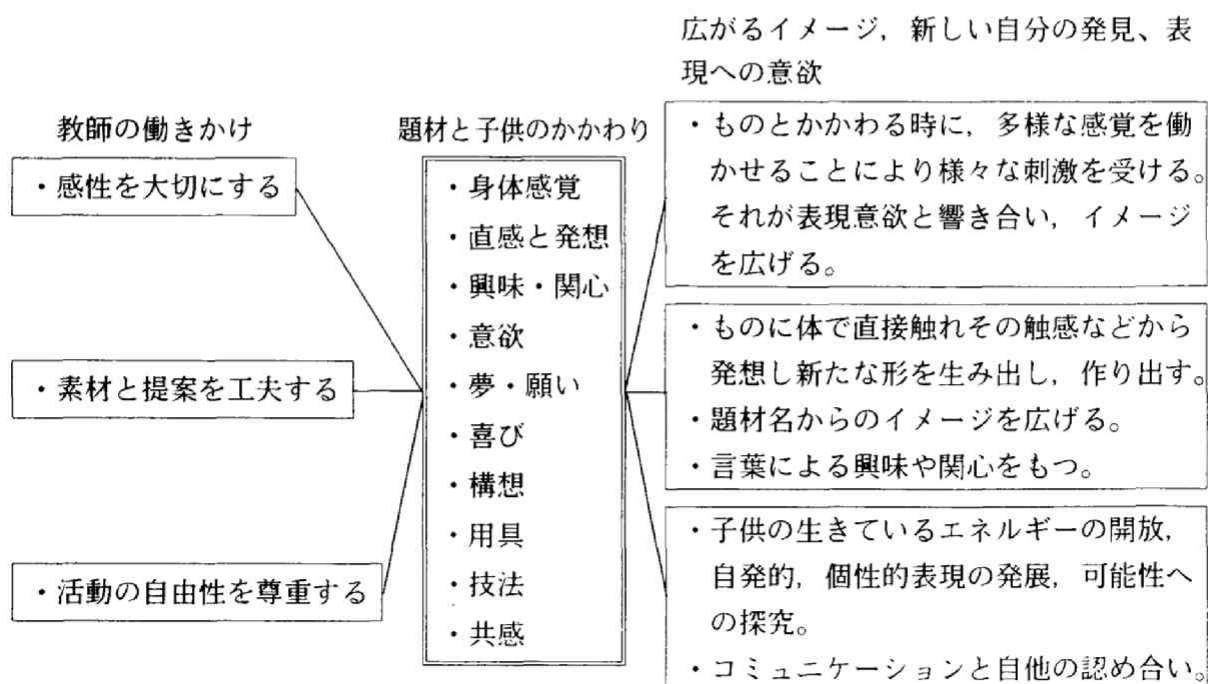 教師の働きかけ
・感性を大切にする
・素材と提案を工夫する
・活動の自由性を尊重する
題材と子供のかかわり
・身体感覚
・直感と発想
・興味・関心
・意欲
・夢・願い
・喜び
・構想
・用具
・技法
・共感
広がるイメージ，新しい自分の発見、表
現への意欲
・ものとかかわる時に，多様な感覚を働
かせることにより様々な刺激を受ける。
それが表現意欲と響き合い，イメージ
を広げる。
・ものに体で直接触れその触感などから
発想し新たな形を生み出し，作り出す。
・題材名からのイメージを広げる。
・言葉による興味や関心をもつ。
・子供の生きているエネルギーの開放，
自発的，個性的表現の発展，可能性へ
の探究。
・コミュニケーションと自他の認め合い。